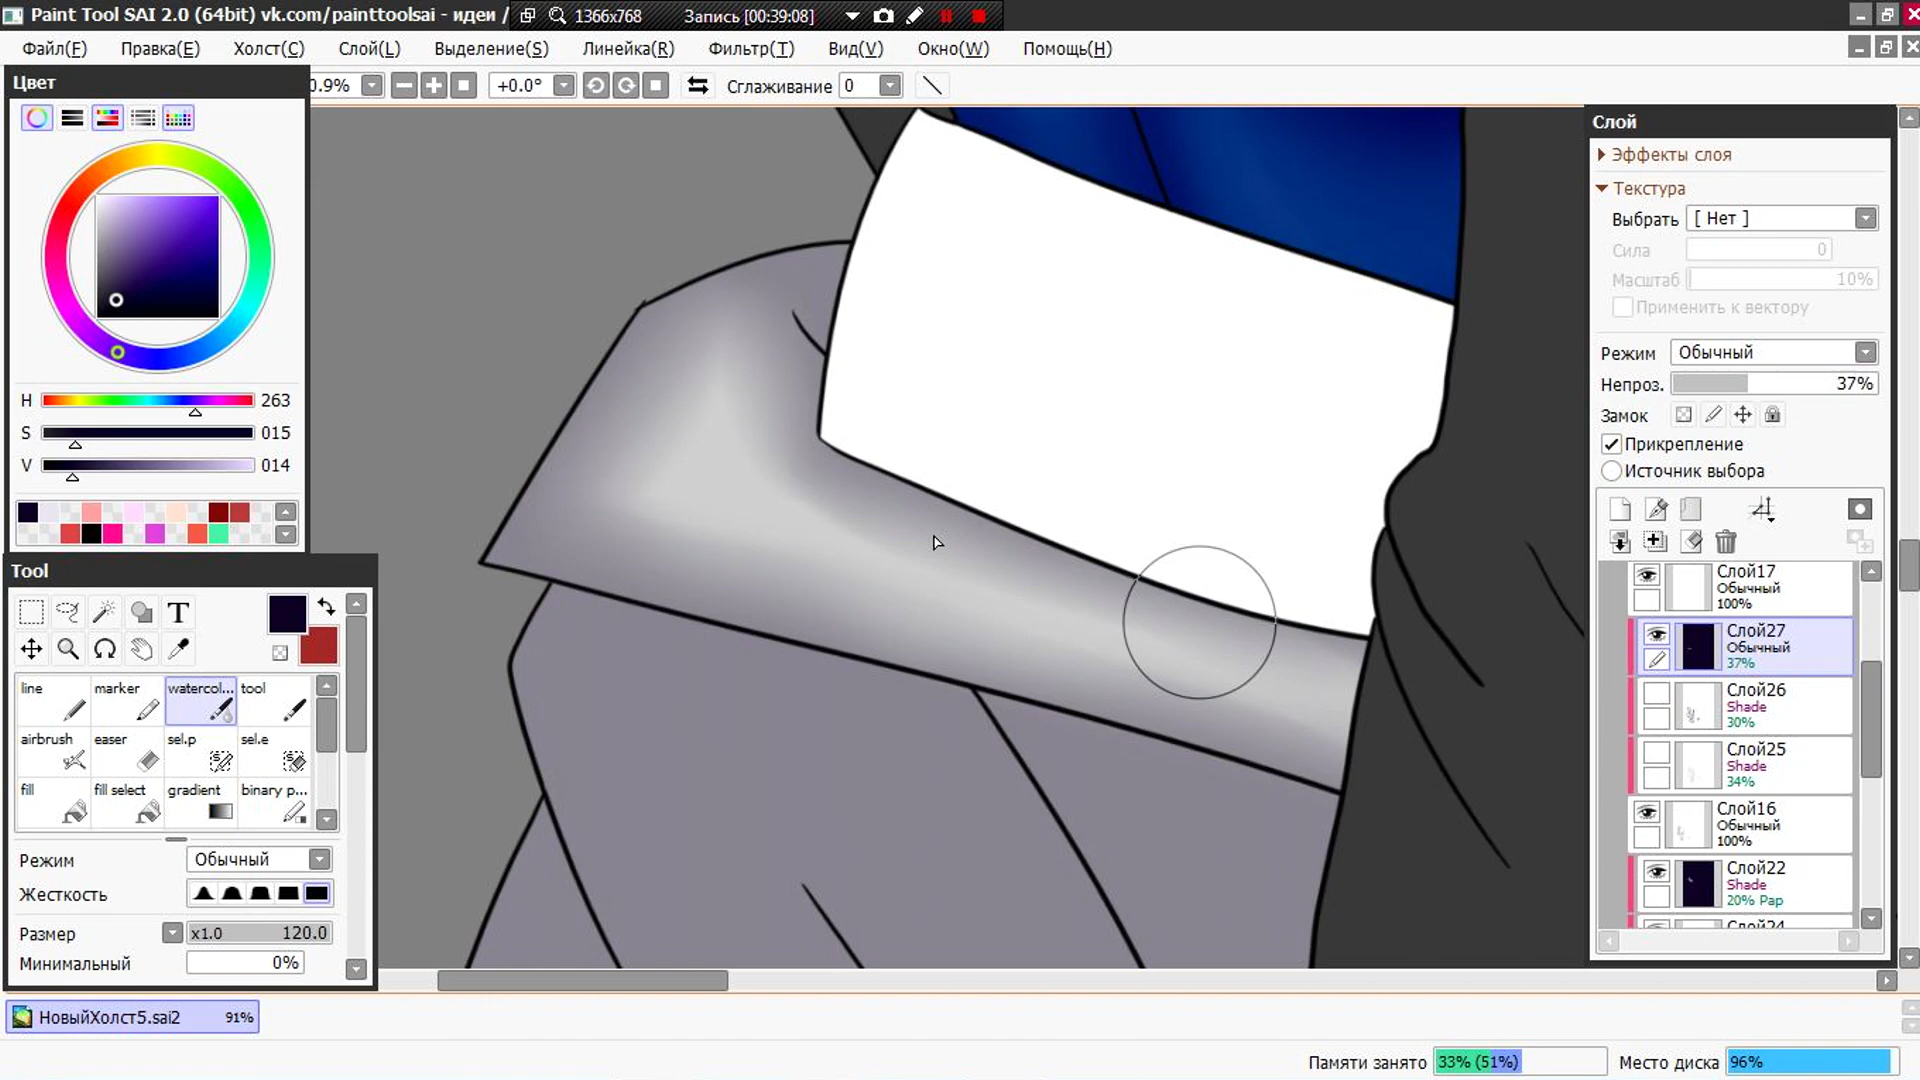 Paint Tool SAI 2.0 (64bit) vk.com/painttoolsai - идеи /
1366x768
Запись [00:39:08]
Файл(F)
Правка(E)
Холст(C)
Слой(L)
Выделение(S)
Линейка(R)
Фильтр(T)
Вид(V)
Окно(W)
Помощь(H)
0.9%
+0.0°
Сглаживание
0
Цвет
H
263
S
015
V
014
Tool
T
line
marker
watercol...
tool
airbrush
easer
sel.p
sel.e
fill
fill select
gradient
binary p...
Режим
Обычный
Жесткость
Размер
x1.0
120.0
Минимальный
0%
Слой
Эффекты слоя
Текстура
Выбрать
[ Нет ]
Сила
0
Масштаб
10%
Применить к вектору
Режим
Обычный
Непроз.
37%
Замок
Прикрепление
Источник выбора
Слой17
Обычный
100%
Слой27
Обычный
37%
Слой26
Shade
30%
Слой25
Shade
34%
Слой16
Обычный
100%
Слой22
Shade
20% Pap
Слой24
НовыйХолст5.sai2
91%
Памяти занято
33% (51%)
Место диска
96%